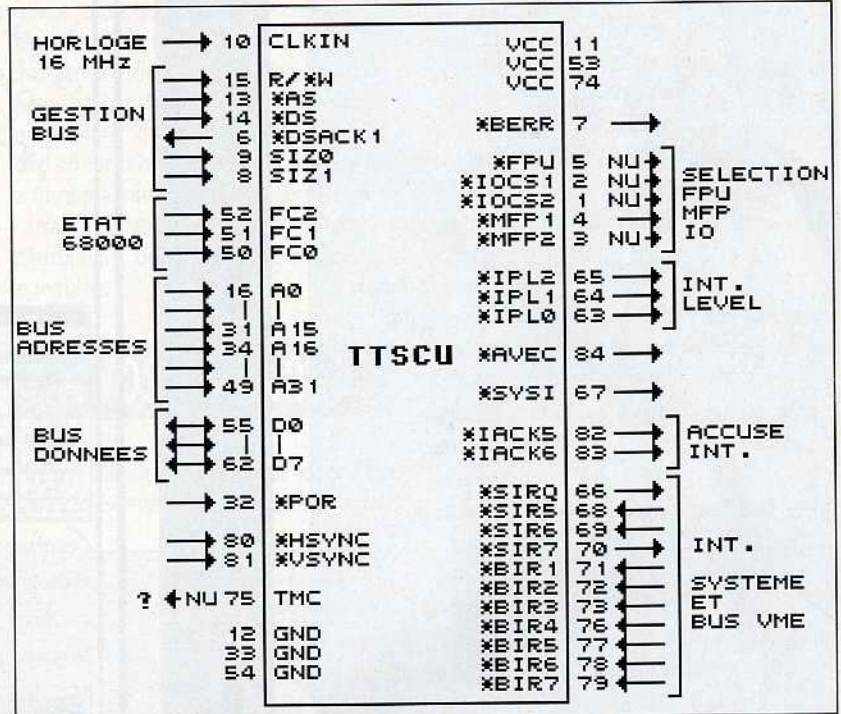 HORLOGE
16 MHz
10 CLKIN
GESTION
BUS
15 R/*W
13 *AS
14 *DS
6 *DSACK1
9 SIZ0
8 SIZ1
ETAT
68000
52 FC2
51 FC1
50 FC0
BUS
ADRESSES
16 A0
31 A15
34 A16
49 A31
BUS
DONNEES
55 D0
62 D7
32 *POR
80 *HSYNC
81 *VSYNC
? NU 75 TMC
12 GND
33 GND
54 GND
TTSCU
VCC 11
VCC 53
VCC 74
*BERR 7
*FPU 5 NU
*IOCS1 2 NU
*IOCS2 1 NU
*MFP1 4
*MFP2 3 NU
SELECTION
FPU
MFP
IO
*IPL2 65
*IPL1 64
*IPL0 63
INT.
LEVEL
*AVEC 84
*SYSI 67
*IACK5 82
*IACK6 83
ACCUSE
INT.
*SIRQ 66
*SIR5 68
*SIR6 69
*SIR7 70
*BIR1 71
*BIR2 72
*BIR3 73
*BIR4 76
*BIR5 77
*BIR6 78
*BIR7 79
INT.
SYSTEME
ET
BUS VME